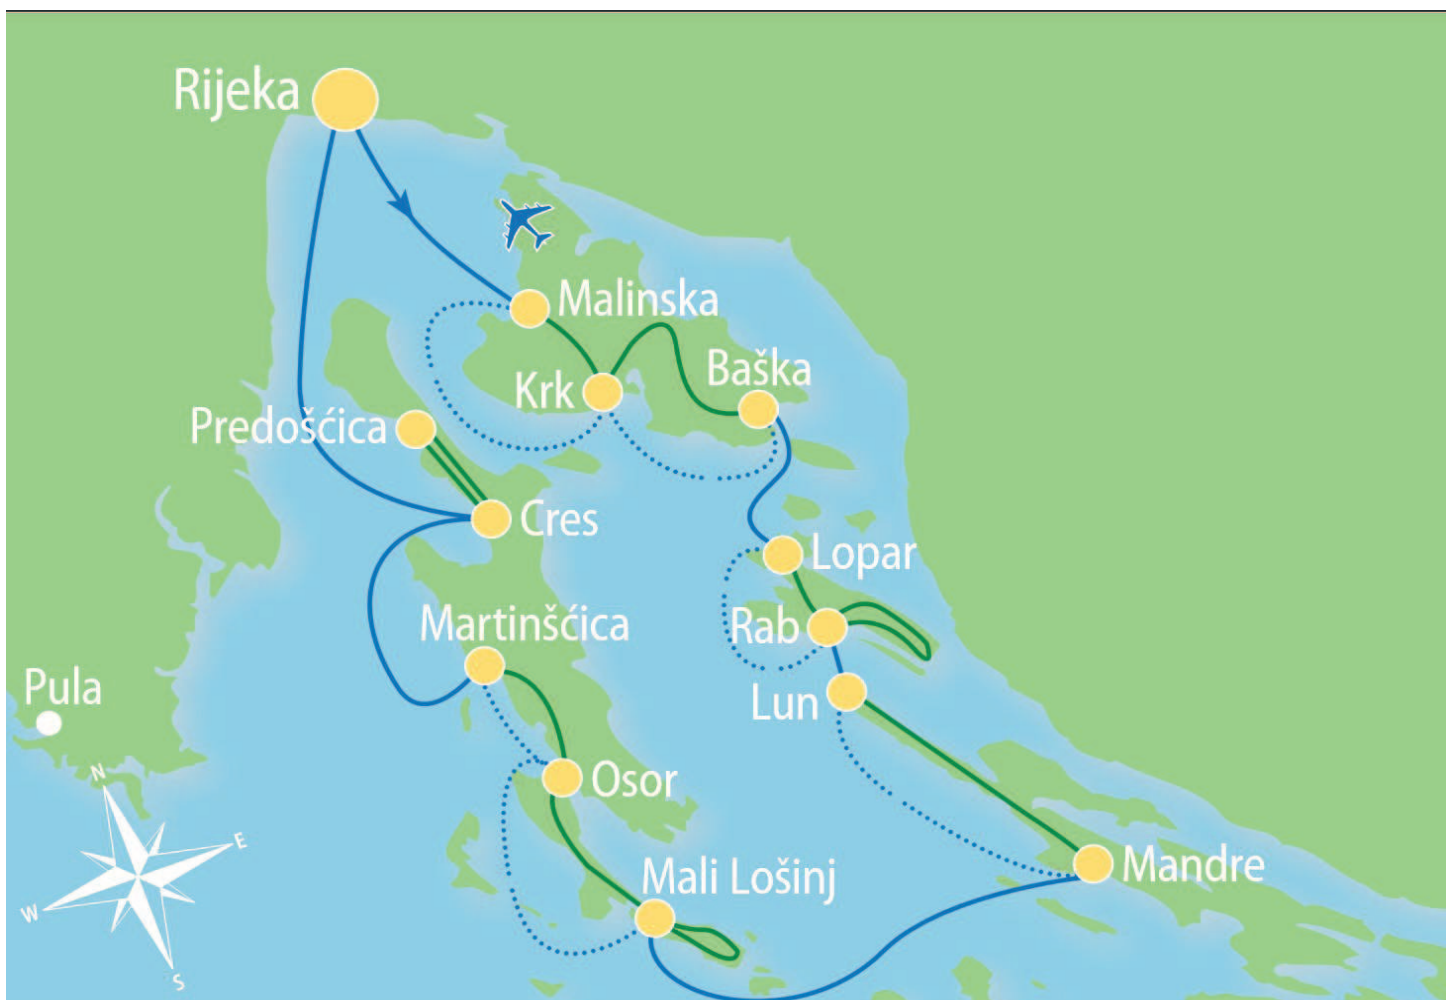 Rijeka
Malinska
Baška
Krk
Predošćica
Cres
Lopar
Martinšćica
Rab
Pula
Lun
Osor
N
E
Mali Lošinj
Mandre
W
S